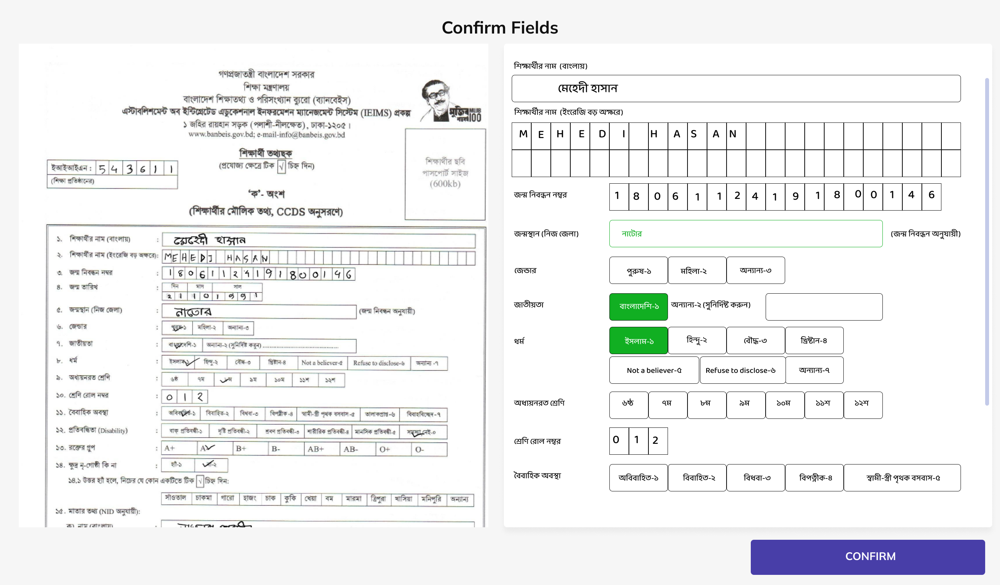 Confirm Fields
গণপ্রজাতন্ত্রী বাংলাদেশ সরকার
শিক্ষা মন্ত্রণালয়
বাংলাদেশ শিক্ষাতথ্য ও পরিসংখ্যান ব্যুরো (ব্যানবেইস)
এস্টাবলিশমেন্ট অব ইন্টিগ্রেটেড এডুকেশনাল ইনফরমেশন ম্যানেজমেন্ট সিস্টেম (IEIMS) প্রকল্প
১ জহির রায়হান সড়ক (পলাশী-নীলক্ষেত), ঢাকা-১২০৫।
www.banbeis.gov.bd; e-mail-info@banbeis.gov.bd
মুজিব শতবর্ষ MUJIB 100
শিক্ষার্থী তথ্যছক
(প্রযোজ্য ক্ষেত্রে টিক √ চিহ্ন দিন)
ইআইআইএন : 5 4 3 6 1 1
(শিক্ষা প্রতিষ্ঠানের)
শিক্ষার্থীর ছবি
পাসপোর্ট সাইজ
(600kb)
‘ক’- অংশ
(শিক্ষার্থীর মৌলিক তথ্য, CCDS অনুসরণে)
১. শিক্ষার্থীর নাম (বাংলায়) : মেহেদী হাসান
২. শিক্ষার্থীর নাম (ইংরেজি বড় অক্ষরে): MEHEDI HASAN
৩. জন্ম নিবন্ধন নম্বর : 1 8 0 6 1 1 2 4 1 9 1 8 0 0 1 4 6
৪. জন্ম তারিখ : দিন মাস সাল
2 1 1 0 1 9 9 1
৫. জন্মস্থান (নিজ জেলা) : নাতোর (জন্ম নিবন্ধন অনুযায়ী)
৬. জেন্ডার : পুরুষ-১ মহিলা-২ অন্যান্য-৩
৭. জাতীয়তা : বাংলাদেশি-১ অন্যান্য-২ (সুনির্দিষ্ট করুন) ..........
৮. ধর্ম : ইসলাম-১ হিন্দু-২ বৌদ্ধ-৩ খ্রিষ্টান-৪ Not a believer-৫ Refuse to disclose-৬ অন্যান্য -৭
৯. অধ্যয়নরত শ্রেণি : ৬ষ্ঠ ৭ম ৮ম ৯ম ১০ম ১১শ ১২শ
১০. শ্রেণি রোল নম্বর : 0 1 2
১১. বৈবাহিক অবস্থা : অবিবাহিত-১ বিবাহিত-২ বিধবা-৩ বিপত্নীক-৪ স্বামী-স্ত্রী পৃথক বসবাস-৫ তালাকপ্রাপ্ত-৬ বিবাহবিচ্ছেদ-৭
১২. প্রতিবন্ধিতা (Disability) : বাক্ প্রতিবন্ধী-১ দৃষ্টি প্রতিবন্ধী-২ শ্রবণ প্রতিবন্ধী-৩ শারীরিক প্রতিবন্ধী-৪ মানসিক প্রতিবন্ধী-৫ সমস্যা নেই-০
১৩. রক্তের গ্রুপ : A+ A- B+ B- AB+ AB- O+ O-
১৪. ক্ষুদ্র নৃ-গোষ্ঠী কি না : হ্যাঁ-১ না-২
১৪.১ উত্তর হ্যাঁ হলে, নিচের যে কোন একটিতে টিক √ চিহ্ন দিন:
সাঁওতাল চাকমা গারো হাজং চাক কুকি খেয়া বম মারমা ত্রিপুরা খাসিয়া মনিপুরি অন্যান্য
১৫. মাতার তথ্য (NID অনুযায়ী):
ক) নাম (বাংলায়) :
শিক্ষার্থীর নাম (বাংলায়)
মেহেদী হাসান
শিক্ষার্থীর নাম (ইংরেজি বড় অক্ষরে)
M E H E D I H A S A N
জন্ম নিবন্ধন নম্বর 1 8 0 6 1 1 2 4 1 9 1 8 0 0 1 4 6
জন্মস্থান (নিজ জেলা) নাটোর (জন্ম নিবন্ধন অনুযায়ী)
জেন্ডার পুরুষ-১ মহিলা-২ অন্যান্য-৩
জাতীয়তা বাংলাদেশি-১ অন্যান্য-২ (সুনির্দিষ্ট করুন)
ধর্ম ইসলাম-১ হিন্দু-২ বৌদ্ধ-৩ খ্রিষ্টান-৪
Not a believer-৫ Refuse to disclose-৬ অন্যান্য-৭
অধ্যয়নরত শ্রেণি ৬ষ্ঠ ৭ম ৮ম ৯ম ১০ম ১১শ ১২শ
শ্রেণি রোল নম্বর 0 1 2
বৈবাহিক অবস্থা অবিবাহিত-১ বিবাহিত-২ বিধবা-৩ বিপত্নীক-৪ স্বামী-স্ত্রী পৃথক বসবাস-৫
CONFIRM